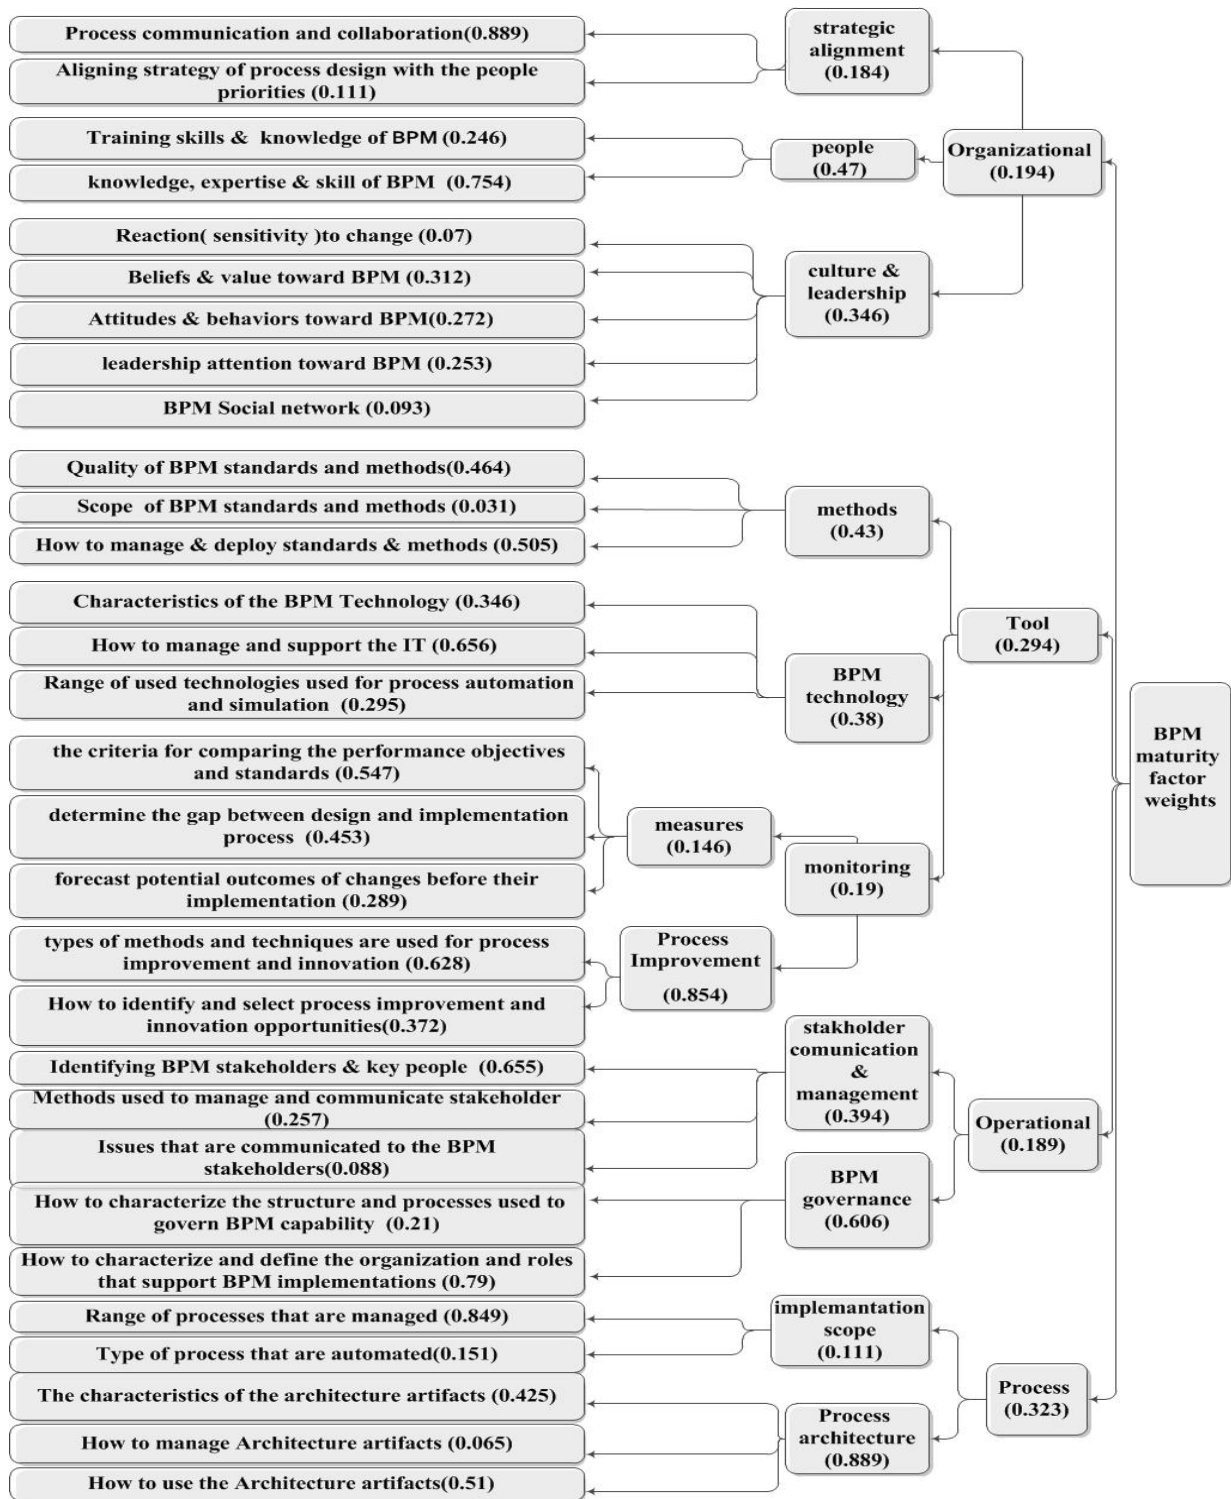 Process communication and collaboration(0.889)
Aligning strategy of process design with the people
priorities (0.111)
strategic
alignment
(0.184)
Training skills & knowledge of BPM (0.246)
knowledge, expertise & skill of BPM (0.754)
people
(0.47)
Organizational
(0.194)
Reaction( sensitivity )to change (0.07)
Beliefs & value toward BPM (0.312)
Attitudes & behaviors toward BPM(0.272)
leadership attention toward BPM (0.253)
BPM Social network (0.093)
culture &
leadership
(0.346)
Quality of BPM standards and methods(0.464)
Scope of BPM standards and methods (0.031)
How to manage & deploy standards & methods (0.505)
methods
(0.43)
Characteristics of the BPM Technology (0.346)
How to manage and support the IT (0.656)
Range of used technologies used for process automation
and simulation (0.295)
BPM
technology
(0.38)
Tool
(0.294)
BPM
maturity
factor
weights
the criteria for comparing the performance objectives
and standards (0.547)
determine the gap between design and implementation
process (0.453)
forecast potential outcomes of changes before their
implementation (0.289)
measures
(0.146)
monitoring
(0.19)
types of methods and techniques are used for process
improvement and innovation (0.628)
How to identify and select process improvement and
innovation opportunities(0.372)
Process
Improvement
(0.854)
Identifying BPM stakeholders & key people (0.655)
Methods used to manage and communicate stakeholder
(0.257)
Issues that are communicated to the BPM
stakeholders(0.088)
stakholder
comunication
&
management
(0.394)
How to characterize the structure and processes used to
govern BPM capability (0.21)
How to characterize and define the organization and roles
that support BPM implementations (0.79)
BPM
governance
(0.606)
Operational
(0.189)
Range of processes that are managed (0.849)
Type of process that are automated(0.151)
implemantation
scope
(0.111)
The characteristics of the architecture artifacts (0.425)
How to manage Architecture artifacts (0.065)
How to use the Architecture artifacts(0.51)
Process
architecture
(0.889)
Process
(0.323)